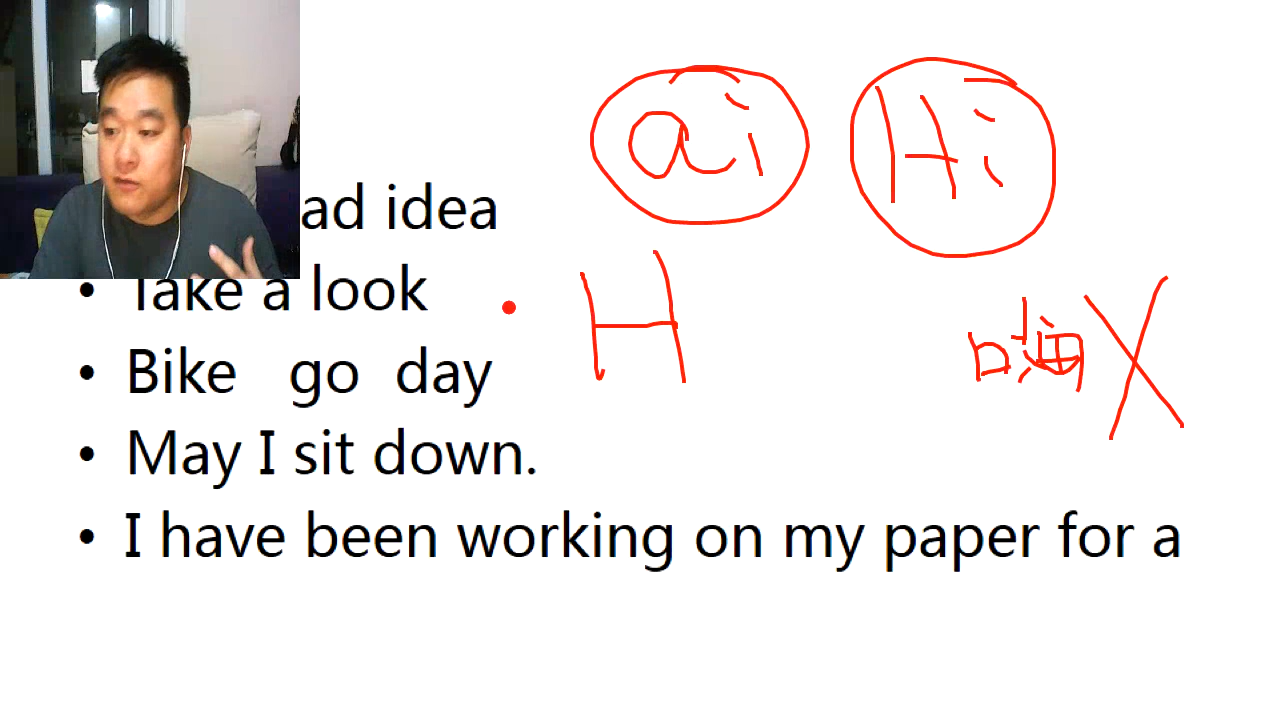 ai Hi
ad idea
Take a look
H
嗨 X
Bike go day
May I sit down.
I have been working on my paper for a